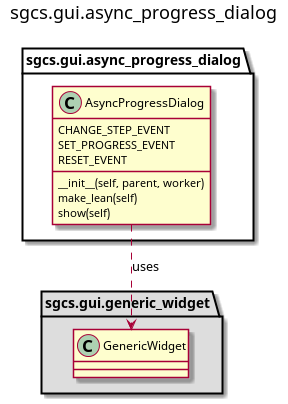 sgcs.gui.async_progress_dialog
sgcs.gui.async_progress_dialog
C AsyncProgressDialog
CHANGE_STEP_EVENT
SET_PROGRESS_EVENT
RESET_EVENT
__init__(self, parent, worker)
make_lean(self)
show(self)
uses
sgcs.gui.generic_widget
C GenericWidget